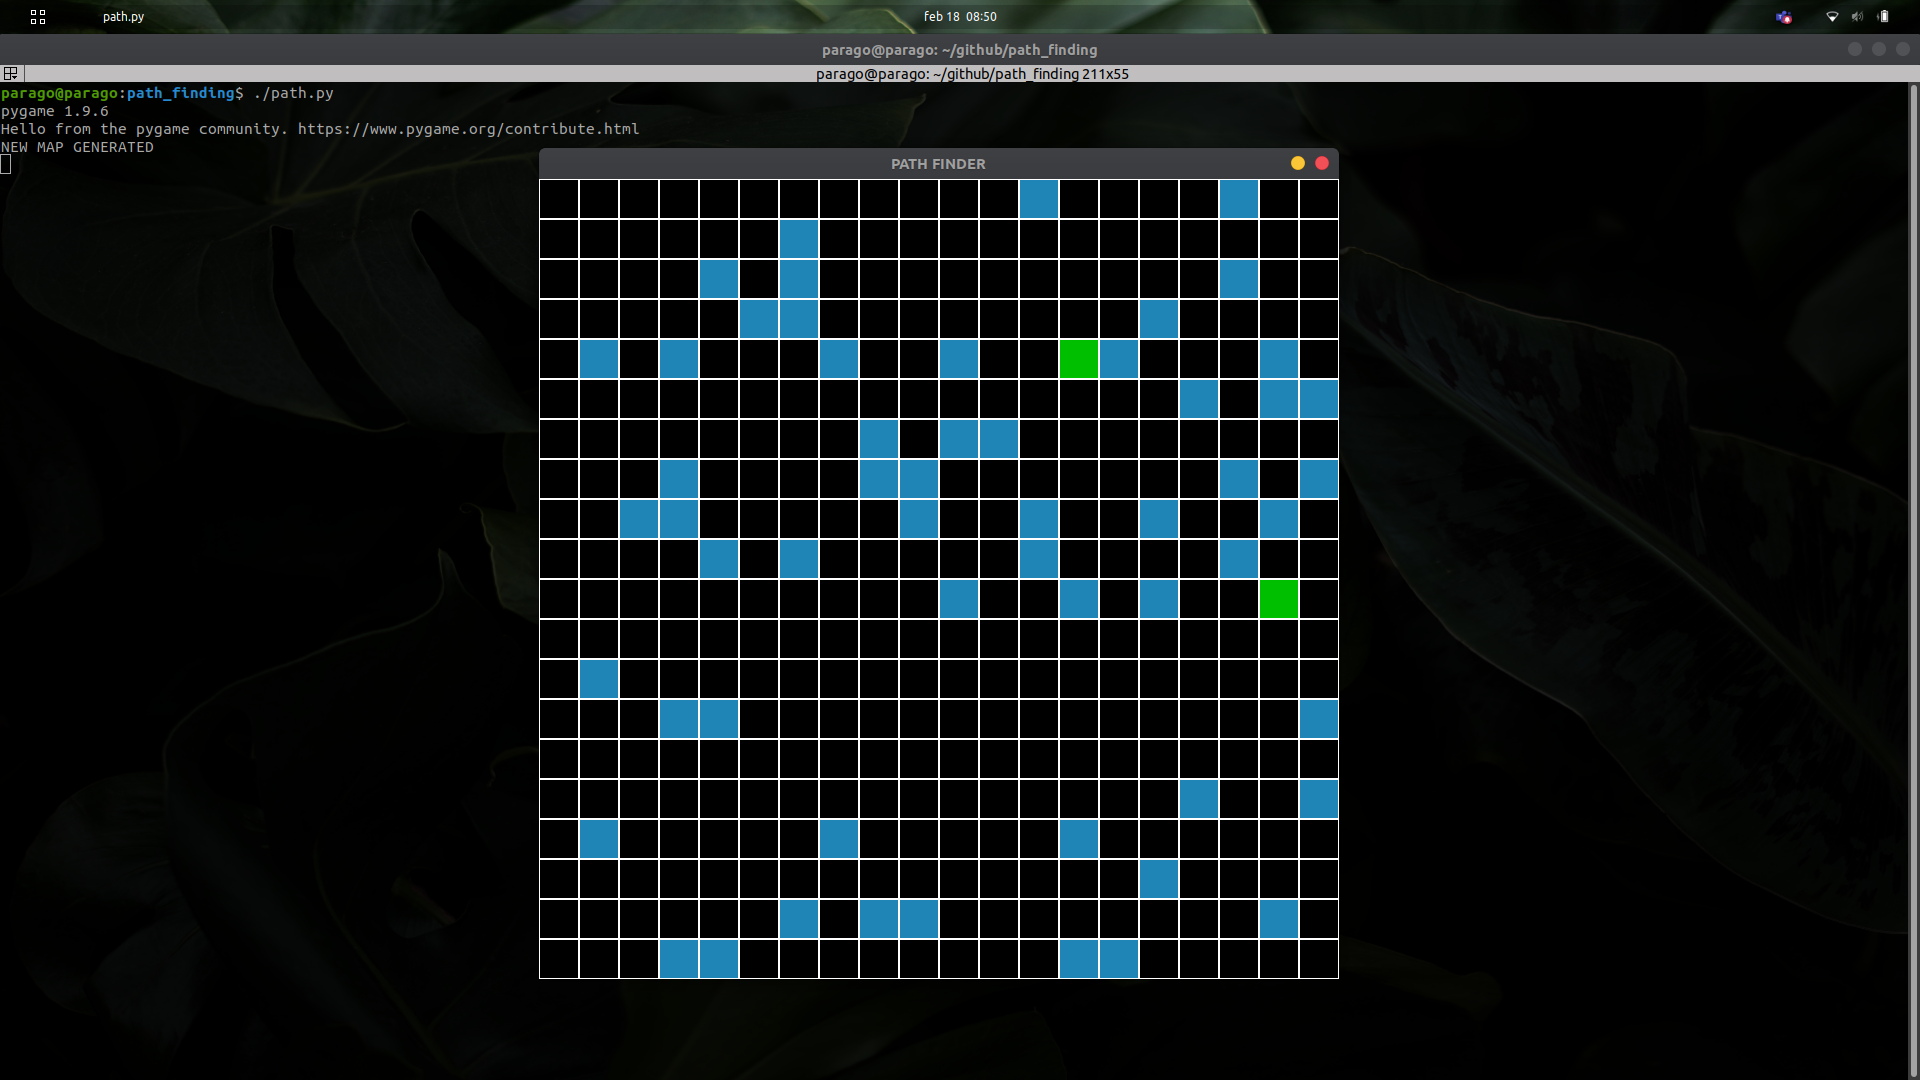 path.py
feb 18 08:50
parago@parago: ~/github/path_finding
parago@parago: ~/github/path_finding 211x55
parago@parago:path_finding$ ./path.py
pygame 1.9.6
Hello from the pygame community. https://www.pygame.org/contribute.html
NEW MAP GENERATED
PATH FINDER